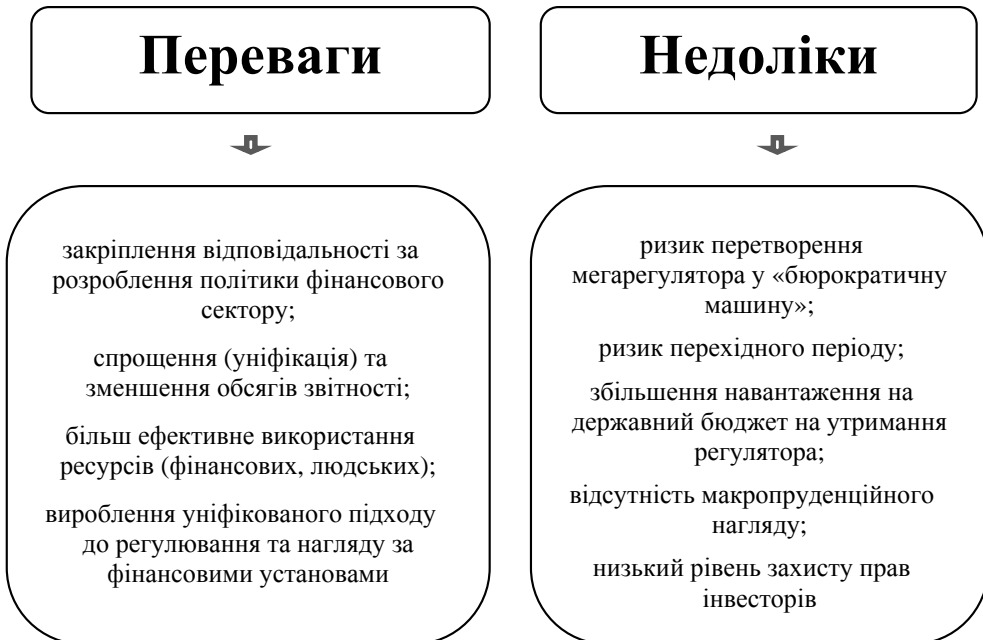 Переваги
закріплення відповідальності за
розроблення політики фінансового
сектору;
спрощення (уніфікація) та
зменшення обсягів звітності;
більш ефективне використання
ресурсів (фінансових, людських);
вироблення уніфікованого підходу
до регулювання та нагляду за
фінансовими установами
Недоліки
ризик перетворення
мегарегулятора у «бюрократичну
машину»;
ризик перехідного періоду;
збільшення навантаження на
державний бюджет на утримання
регулятора;
відсутність макропруденційного
нагляду;
низький рівень захисту прав
інвесторів